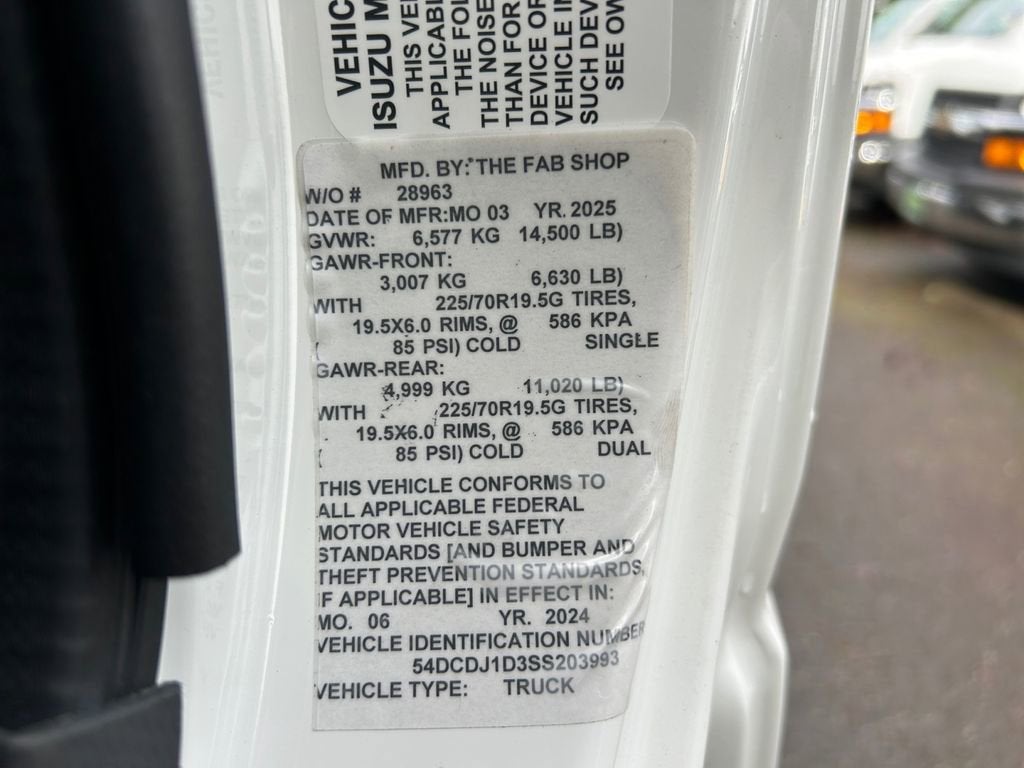 VEHIC
ISUZU M
THIS VE
APPLICAB
THE FOL
THE NOISE
THAN FOR
DEVICE OR
VEHICLE IN
SUCH DEV
SEE OW
MFD. BY: THE FAB SHOP
W/O # 28963
DATE OF MFR:MO 03 YR. 2025
GVWR: 6,577 KG 14,500 LB)
GAWR-FRONT:
3,007 KG 6,630 LB)
WITH 225/70R19.5G TIRES,
19.5X6.0 RIMS, @ 586 KPA
( 85 PSI) COLD SINGLE
GAWR-REAR:
4,999 KG 11,020 LB)
WITH 225/70R19.5G TIRES,
19.5X6.0 RIMS, @ 586 KPA
( 85 PSI) COLD DUAL
THIS VEHICLE CONFORMS TO
ALL APPLICABLE FEDERAL
MOTOR VEHICLE SAFETY
STANDARDS [AND BUMPER AND
THEFT PREVENTION STANDARDS,
IF APPLICABLE] IN EFFECT IN:
MO. 06 YR. 2024
VEHICLE IDENTIFICATION NUMBER
54DCDJ1D3SS203993
VEHICLE TYPE: TRUCK